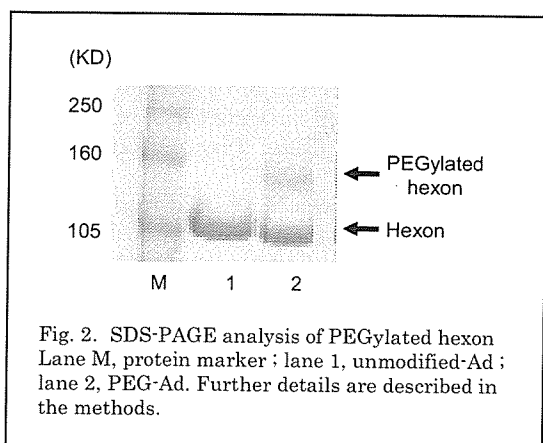 (KD)
250
160
105
PEGylated
hexon
Hexon
M 1 2
Fig. 2. SDS-PAGE analysis of PEGylated hexon
Lane M, protein marker ; lane 1, unmodified-Ad ;
lane 2, PEG-Ad. Further details are described in
the methods.